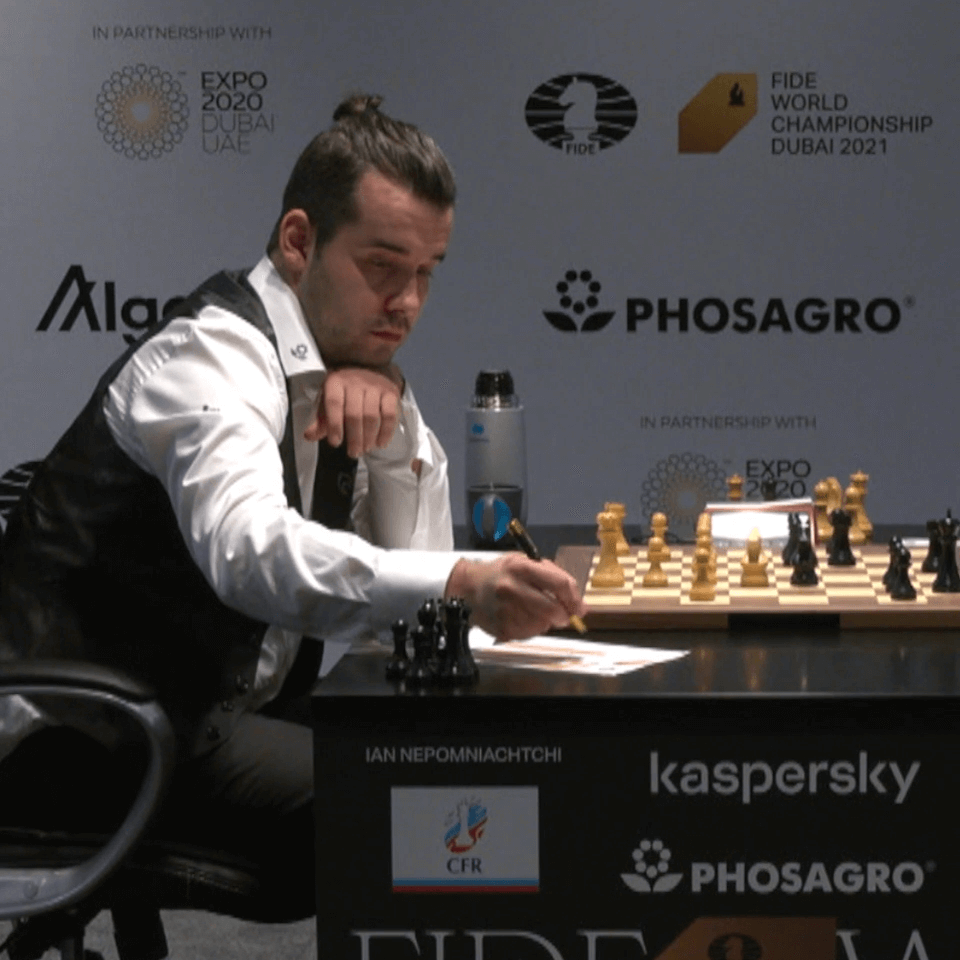 IN PARTNERSHIP WITH
EXPO
2020
DUBAI
UAE
FIDE
FIDE
WORLD
CHAMPIONSHIP
DUBAI 2021
PHOSAGRO®
IN PARTNERSHIP WITH
EXPO
2020
IAN NEPOMNIACHTCHI
kaspersky
CFR
PHOSAGRO®
FIDE W